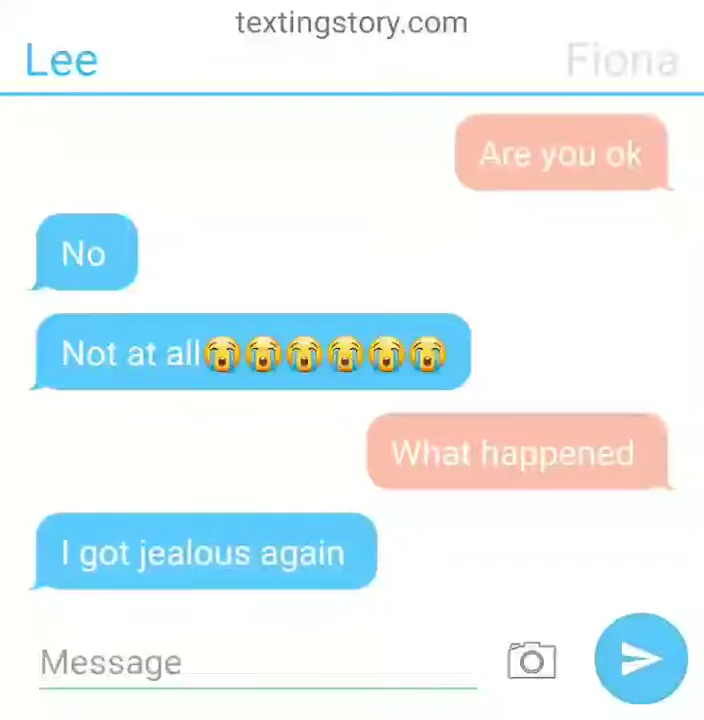 textingstory.com
Lee
Fiona
Are you ok
No
Not at all😭😭😭😭😭😭
What happened
I got jealous again
Message